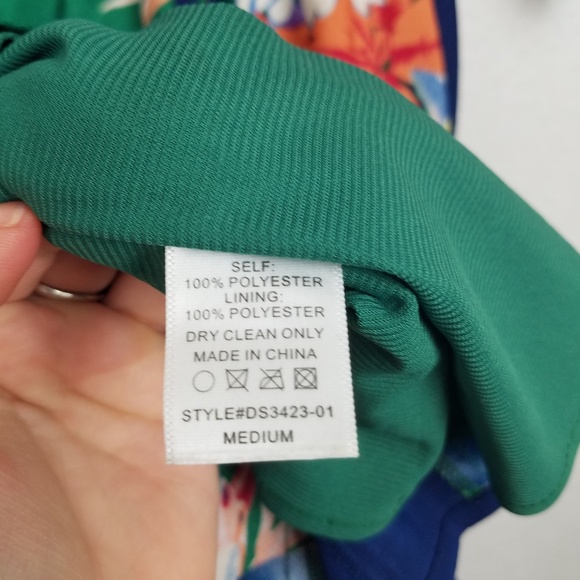 SELF:
100% POLYESTER
LINING:
100% POLYESTER
DRY CLEAN ONLY
MADE IN CHINA
STYLE#DS3423-01
MEDIUM